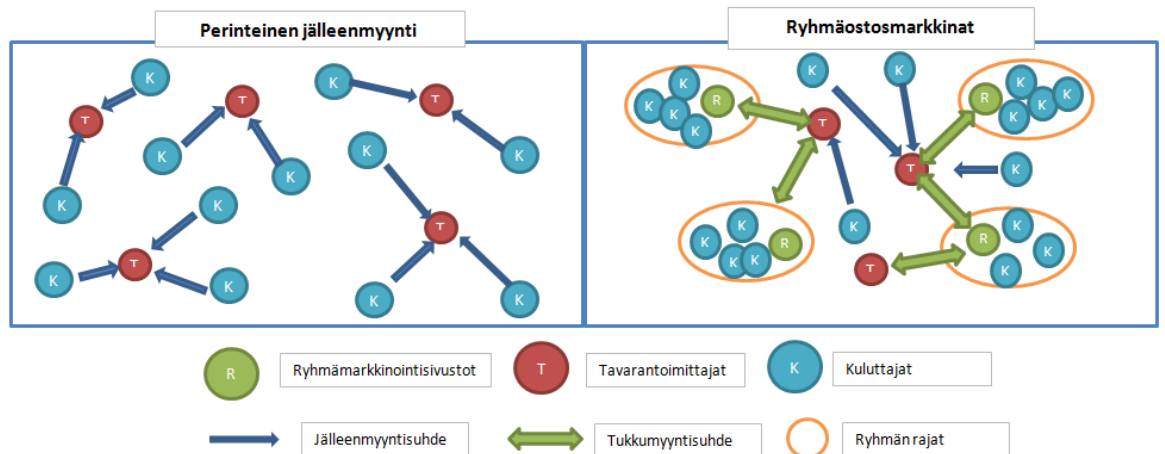 Perinteinen jälleenmyynti
Ryhmäostosmarkkinat
K
T
K
T
K
K
K
T
K
K
T
K
K
K
T
K
K
K
T
K
K
K
K
K
R
T
K
K
T
K
R
K
K
K
K
K
K
K
K
K
K
R
T
R
K
K
K
R
Ryhmämarkkinointisivustot
T
Tavarantoimittajat
K
Kuluttajat
Jälleenmyyntisuhde
Tukkumyyntisuhde
Ryhmän rajat